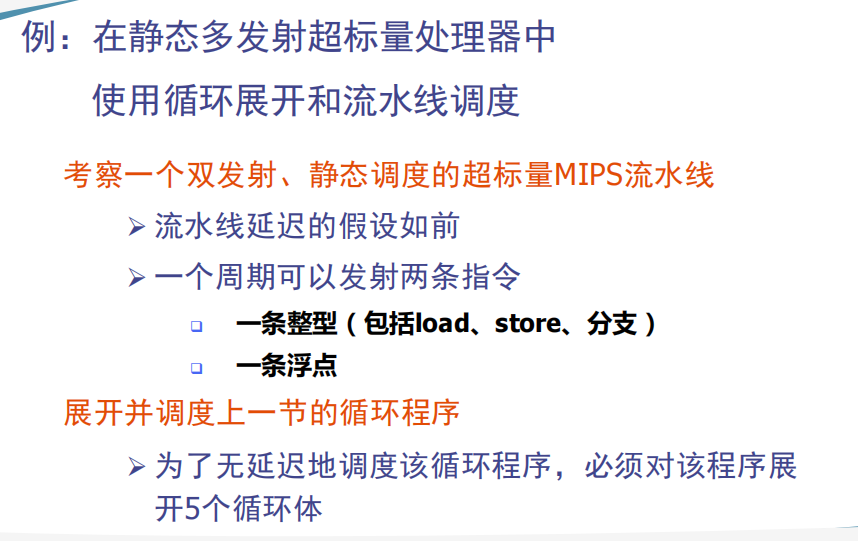 例：在静态多发射超标量处理器中
使用循环展开和流水线调度
考察一个双发射、静态调度的超标量MIPS流水线
流水线延迟的假设如前
一个周期可以发射两条指令
一条整型（包括load、store、分支）
一条浮点
展开并调度上一节的循环程序
为了无延迟地调度该循环程序，必须对该程序展
开5个循环体